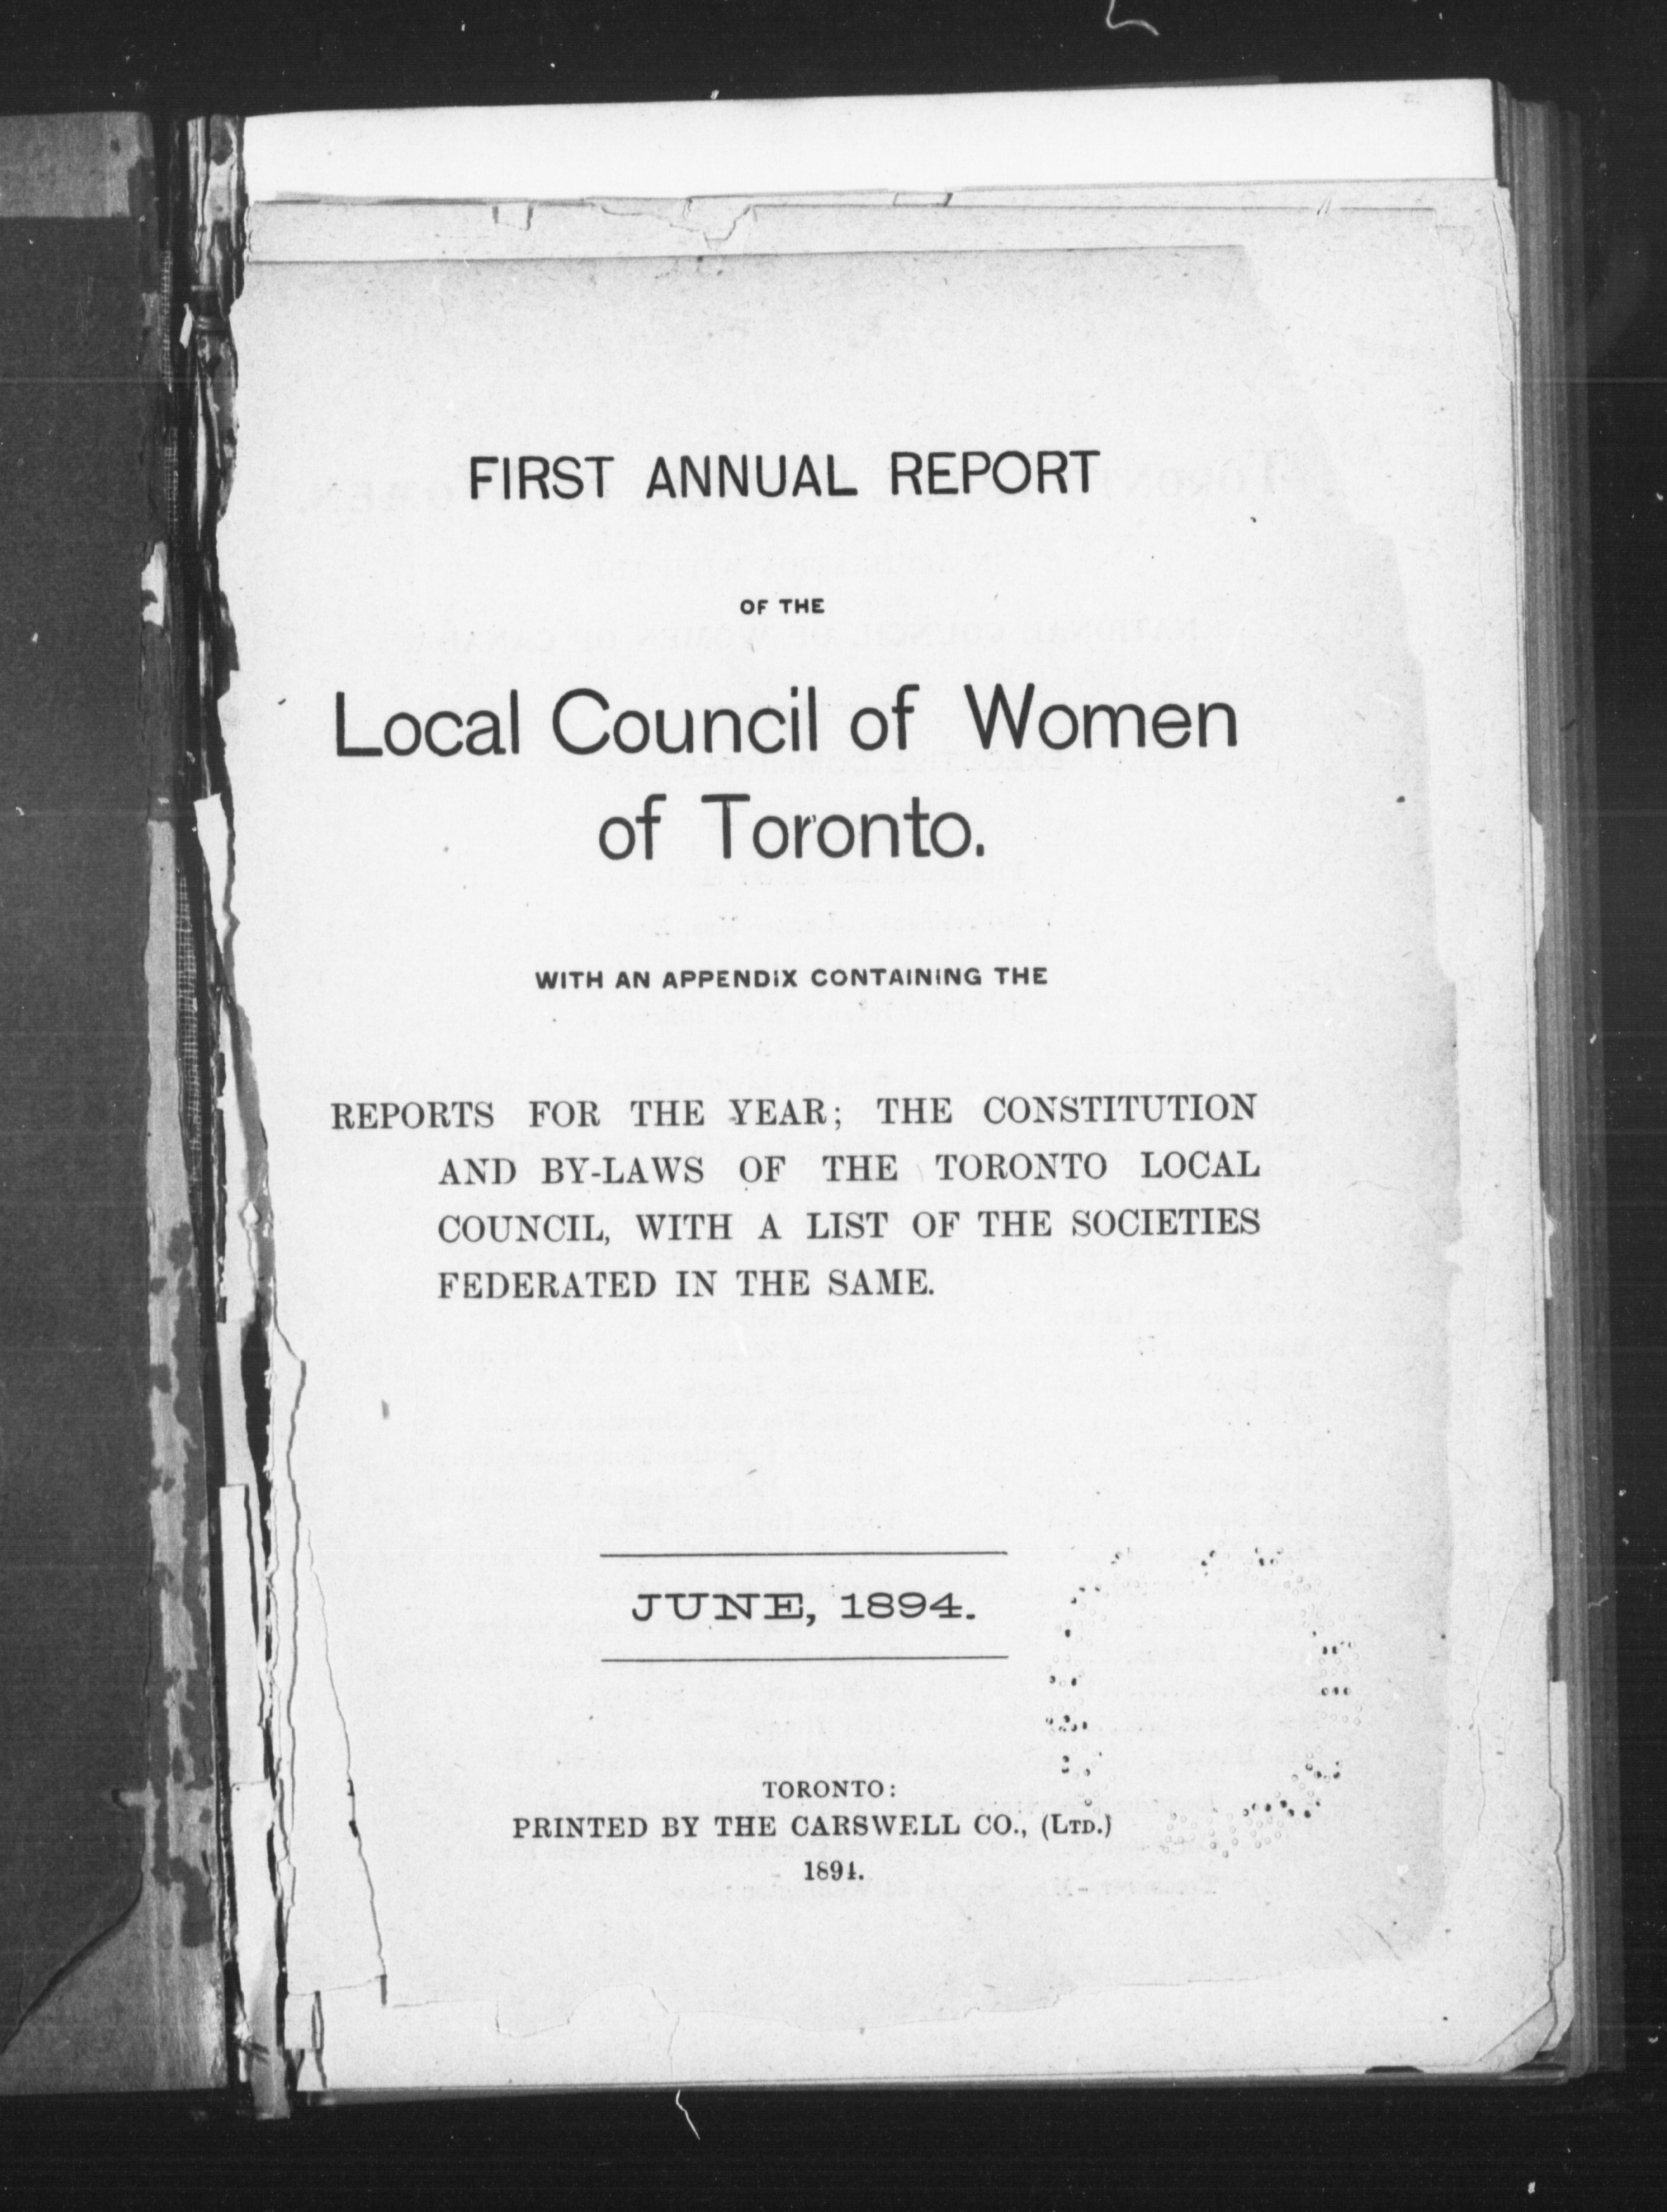 FIRST ANNUAL REPORT
OF THE
Local Council of Women
of Toronto.
WITH AN APPENDIX CONTAINING THE
REPORTS FOR THE YEAR; THE CONSTITUTION
AND BY-LAWS OF THE TORONTO LOCAL
COUNCIL, WITH A LIST OF THE SOCIETIES
FEDERATED IN THE SAME.
JUNE, 1894.
TORONTO:
PRINTED BY THE CARSWELL CO., (LTD.)
1894.